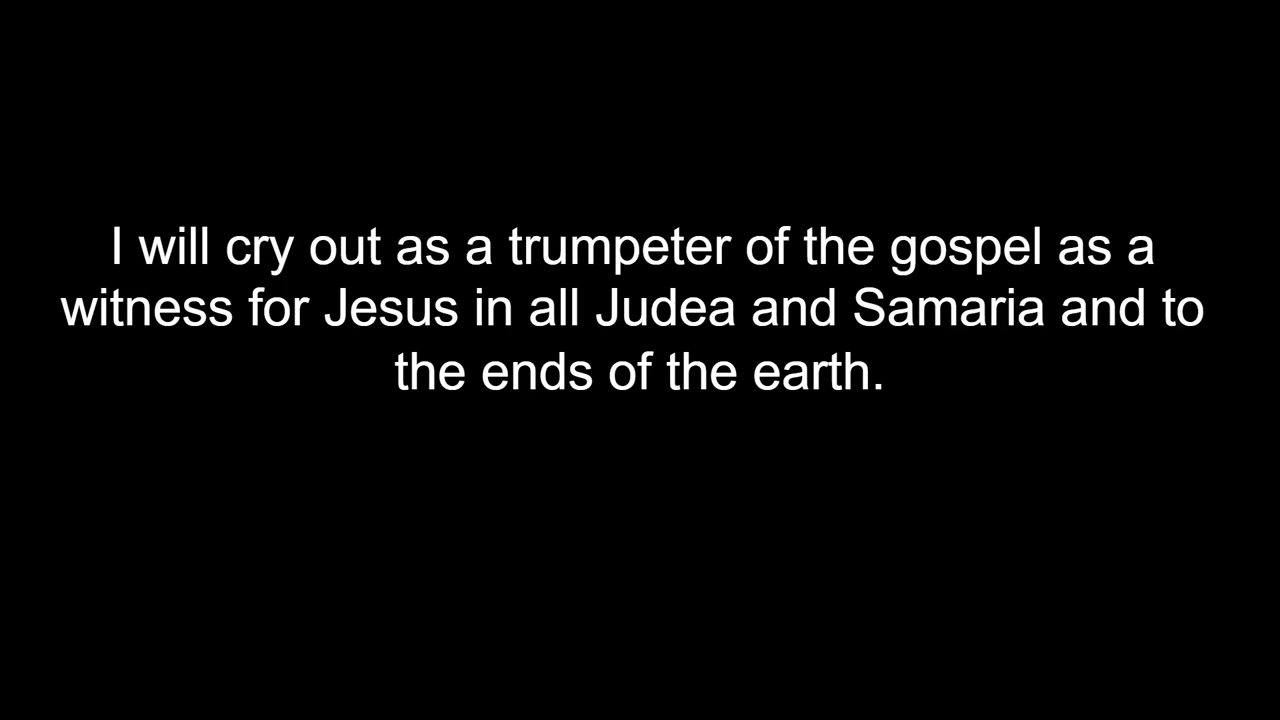 I will cry out as a trumpeter of the gospel as a
witness for Jesus in all Judea and Samaria and to
the ends of the earth.